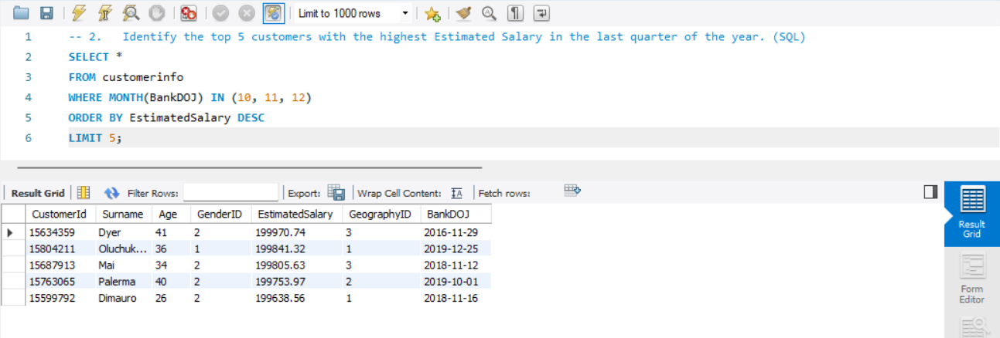 Limit to 1000 rows
1 -- 2. Identify the top 5 customers with the highest Estimated Salary in the last quarter of the year. (SQL)
2 SELECT *
3 FROM customerinfo
4 WHERE MONTH(BankDOJ) IN (10, 11, 12)
5 ORDER BY EstimatedSalary DESC
6 LIMIT 5;
Result Grid Filter Rows: Export: Wrap Cell Content: Fetch rows:
CustomerId Surname Age GenderID EstimatedSalary GeographyID BankDOJ
15634359 Dyer 41 2 199970.74 3 2016-11-29
15804211 Oluchuk... 36 1 199841.32 1 2019-12-25
15687913 Mai 34 2 199805.63 3 2018-11-12
15763065 Palerma 40 2 199753.97 2 2019-10-01
15599792 Dimauro 26 2 199638.56 1 2018-11-16
Result
Grid
Form
Editor